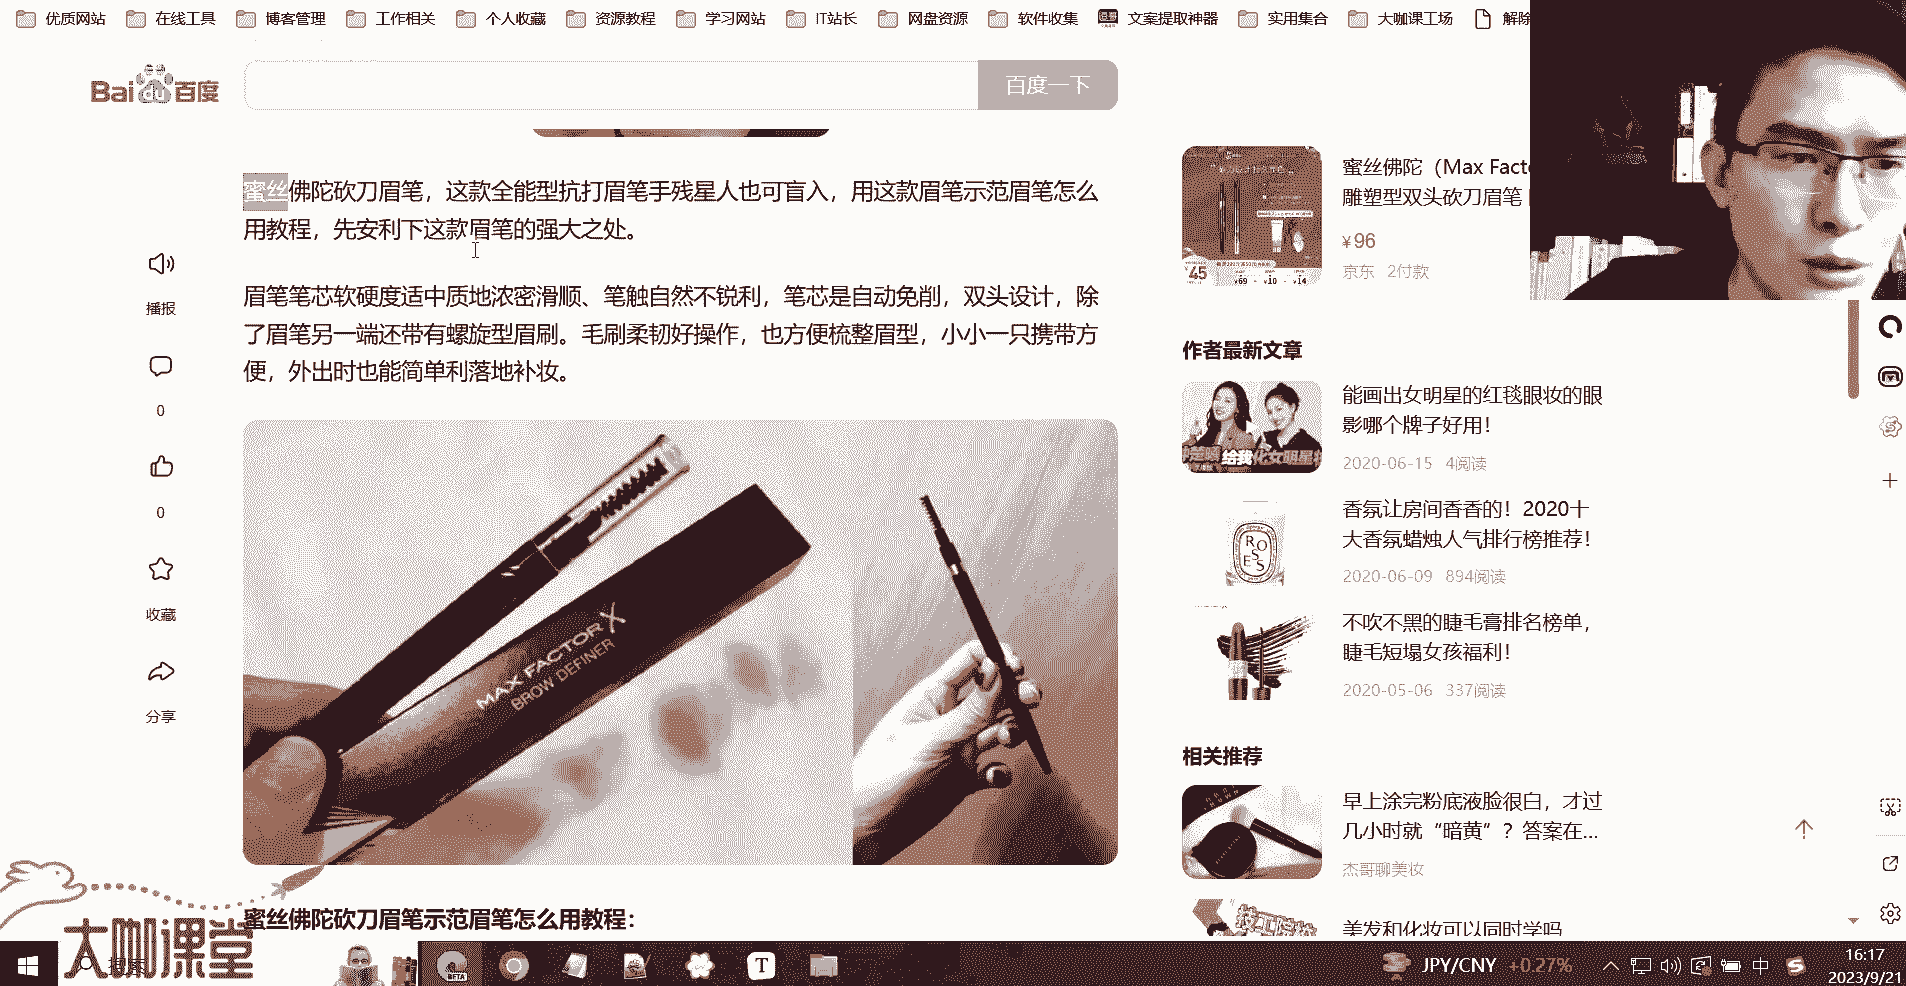 优质网站 在线工具 博客管理 工作相关 个人收藏 资源教程 学习网站 IT站长 网盘资源 软件收集 文案提取神器 实用集合 大咖课工场 解除
Bai du 百度 百度一下
蜜丝佛陀砍刀眉笔，这款全能型抗打眉笔手残星人也可盲入，用这款眉笔示范眉笔怎么
用教程，先安利下这款眉笔的强大之处。
眉笔笔芯软硬度适中质地浓密滑顺、笔触自然不锐利，笔芯是自动免削，双头设计，除
了眉笔另一端还带有螺旋型眉刷。毛刷柔韧好操作，也方便梳整眉型，小小一只携带方
便，外出时也能简单利落地补妆。
播报
0
0
收藏
分享
MAX FACTOR X
BROW DEFINER
蜜丝佛陀砍刀眉笔示范眉笔怎么用教程：
45
¥69
¥10
¥14
蜜丝佛陀（Max Facto
雕塑型双头砍刀眉笔
¥96
京东 2付款
作者最新文章
给我化女明星
能画出女明星的红毯眼妆的眼
影哪个牌子好用！
2020-06-15 4阅读
ROSES
香氛让房间香香的！2020十
大香氛蜡烛人气排行榜推荐！
2020-06-09 894阅读
不吹不黑的睫毛膏排名榜单，
睫毛短塌女孩福利！
2020-05-06 337阅读
相关推荐
早上涂完粉底液脸很白，才过
几小时就“暗黄”？答案在...
杰哥聊美妆
美发和化妆可以同时学吗
大咖课堂
搜索
BETA
T
JPY/CNY +0.27%
中
S
16:17
2023/9/21